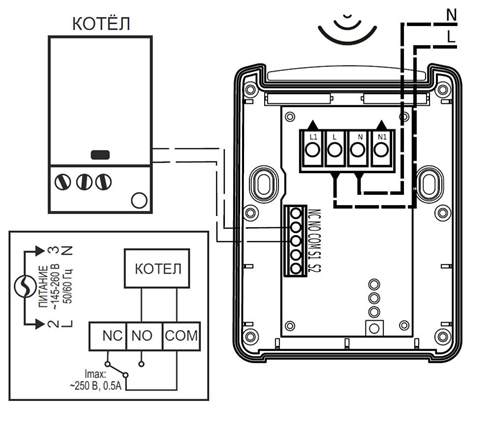 КОТЁЛ
N
L
L1 L N N1
NC NO COM S1 S2
3 N
ПИТАНИЕ
~145-260 В
50/60 Гц
2 L
КОТЕЛ
NC NO COM
Imax:
~250 В, 0.5А